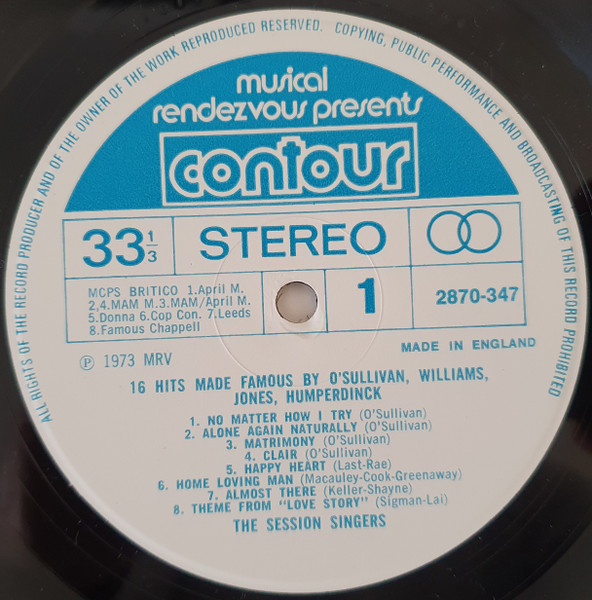 ALL RIGHTS OF THE RECORD PRODUCER AND OF THE OWNER OF THE WORK REPRODUCED RESERVED. COPYING, PUBLIC PERFORMANCE AND BROADCASTING OF THIS RECORD PROHIBITED
musical
rendezvous presents
contour
33 1/3
STEREO
MCPS BRITICO 1.April M.
2,4.MAM M.3.MAM/April M.
5.Donna 6.Cop Con. 7.Leeds
8.Famous Chappell
1
2870-347
MADE IN ENGLAND
Ⓟ 1973 MRV
16 HITS MADE FAMOUS BY O'SULLIVAN, WILLIAMS,
JONES, HUMPERDINCK
1. NO MATTER HOW I TRY (O'Sullivan)
2. ALONE AGAIN NATURALLY (O'Sullivan)
3. MATRIMONY (O'Sullivan)
4. CLAIR (O'Sullivan)
5. HAPPY HEART (Last-Rae)
6. HOME LOVING MAN (Macauley-Cook-Greenaway)
7. ALMOST THERE (Keller-Shayne)
8. THEME FROM "LOVE STORY" (Sigman-Lai)
THE SESSION SINGERS